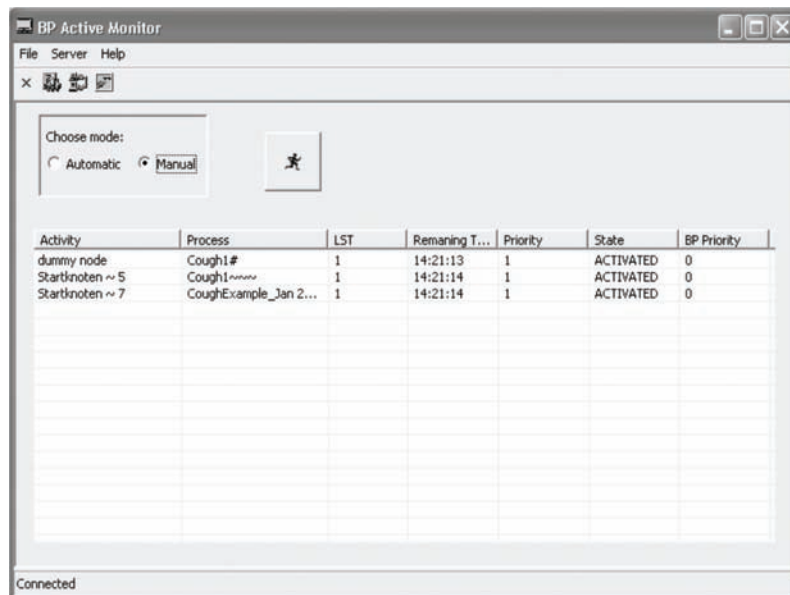 BP Active Monitor
File Server Help
Choose mode:
Automatic Manual
Activity Process LST Remaning T... Priority State BP Priority
dummy node Cough1# 1 14:21:13 1 ACTIVATED 0
Startknoten ~ 5 Cough1~~~~ 1 14:21:14 1 ACTIVATED 0
Startknoten ~ 7 CoughExample_Jan 2... 1 14:21:14 1 ACTIVATED 0
Connected